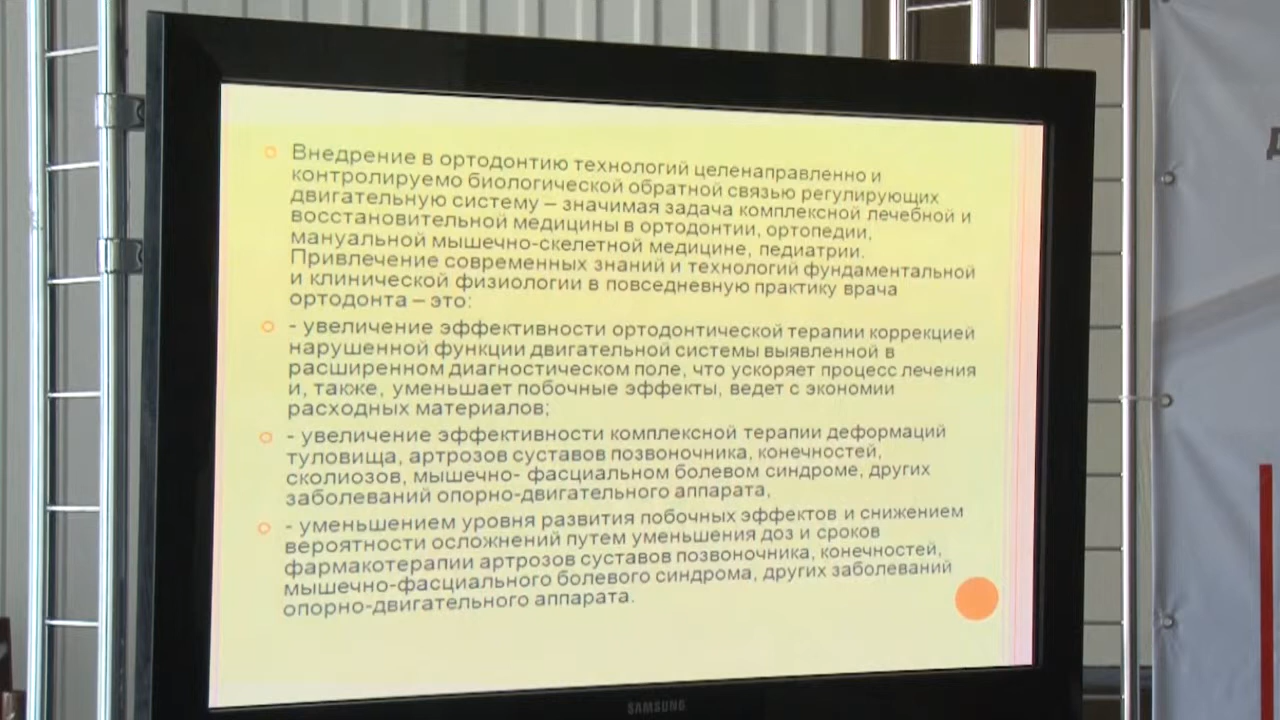 Внедрение в ортодонтию технологий целенаправленно и
контролируемо биологической обратной связью регулирующих
двигательную систему – значимая задача комплексной лечебной и
восстановительной медицины в ортодонтии, ортопедии,
мануальной мышечно-скелетной медицине, педиатрии.
Привлечение современных знаний и технологий фундаментальной
и клинической физиологии в повседневную практику врача
ортодонта – это:
- увеличение эффективности ортодонтической терапии коррекцией
нарушенной функции двигательной системы выявленной в
расширенном диагностическом поле, что ускоряет процесс лечения
и, также, уменьшает побочные эффекты, ведет с экономии
расходных материалов;
- увеличение эффективности комплексной терапии деформаций
туловища, артрозов суставов позвоночника, конечностей,
сколиозов, мышечно- фасциальном болевом синдроме, других
заболеваний опорно-двигательного аппарата,
- уменьшением уровня развития побочных эффектов и снижением
вероятности осложнений путем уменьшения доз и сроков
фармакотерапии артрозов суставов позвоночника, конечностей,
мышечно-фасциального болевого синдрома, других заболеваний
опорно-двигательного аппарата.
SAMSUNG